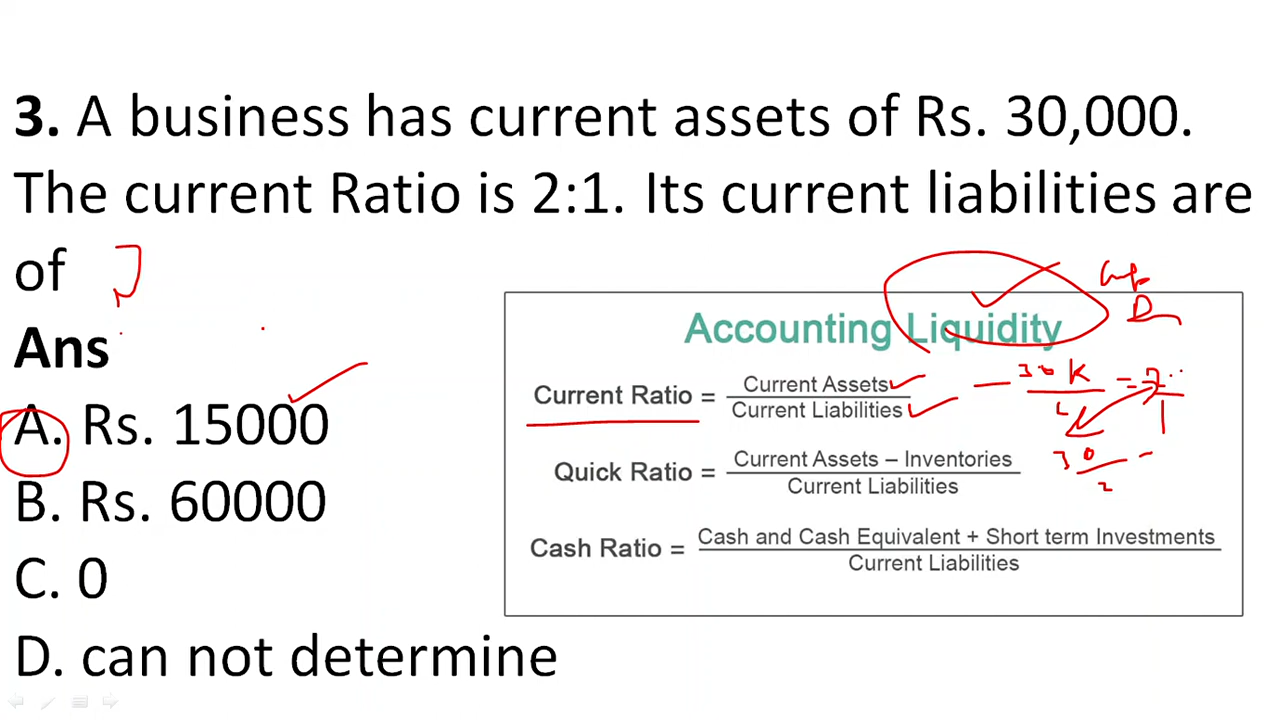 3. A business has current assets of Rs. 30,000.
The current Ratio is 2:1. Its current liabilities are
of
Ans
A. Rs. 15000
B. Rs. 60000
C. 0
D. can not determine
Accounting Liquidity
Current Ratio = Current Assets
Current Liabilities
30 K = 2
L 1
30
2
Quick Ratio = Current Assets – Inventories
Current Liabilities
Cash Ratio = Cash and Cash Equivalent + Short term Investments
Current Liabilities